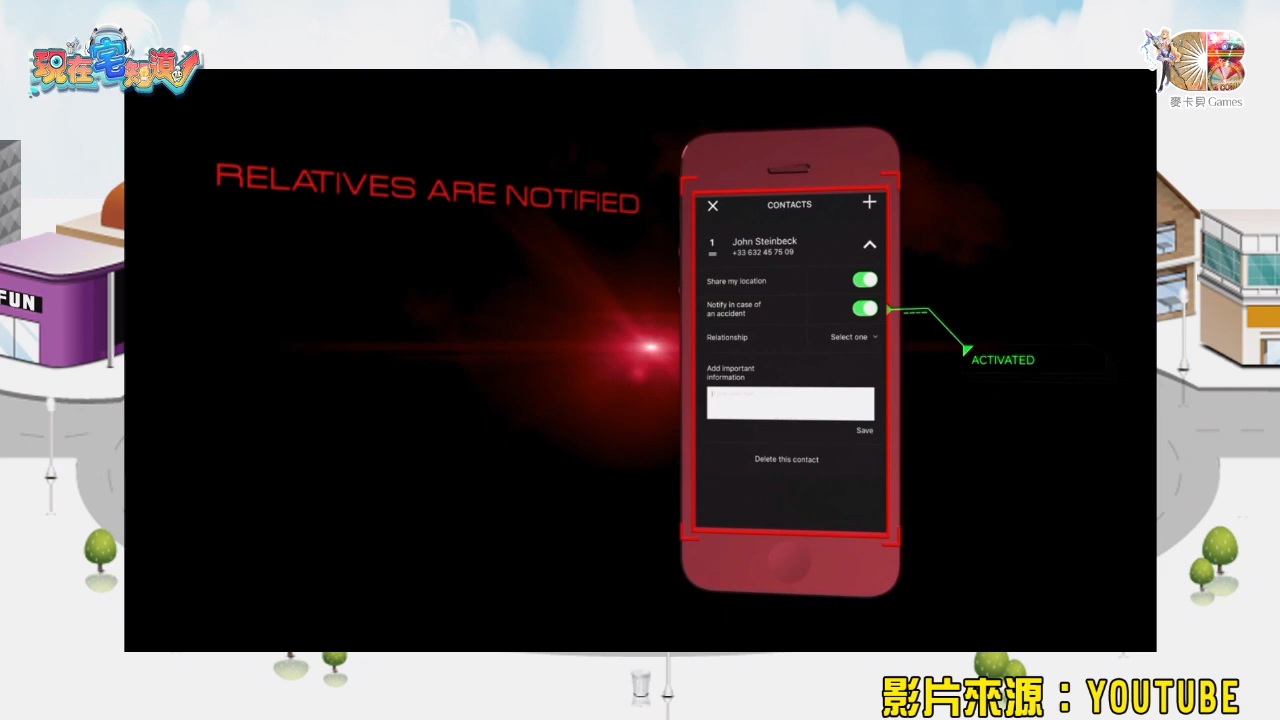 現在宅知道!
麥卡貝Games
FUN
RELATIVES ARE NOTIFIED
CONTACTS
1
John Steinbeck
+33 632 45 75 09
Share my location
Notify in case of
an accident
Relationship
Select one
ACTIVATED
Add important
information
Save
Delete this contact
影片來源：YOUTUBE